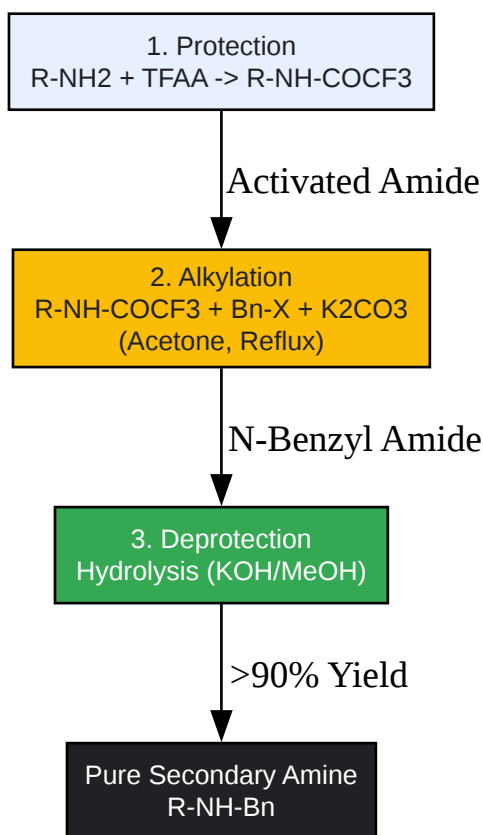 1. Protection
R-NH2 + TFAA -> R-NH-COCF3
Activated Amide
2. Alkylation
R-NH-COCF3 + Bn-X + K2CO3
(Acetone, Reflux)
N-Benzyl Amide
3. Deprotection
Hydrolysis (KOH/MeOH)
>90% Yield
Pure Secondary Amine
R-NH-Bn